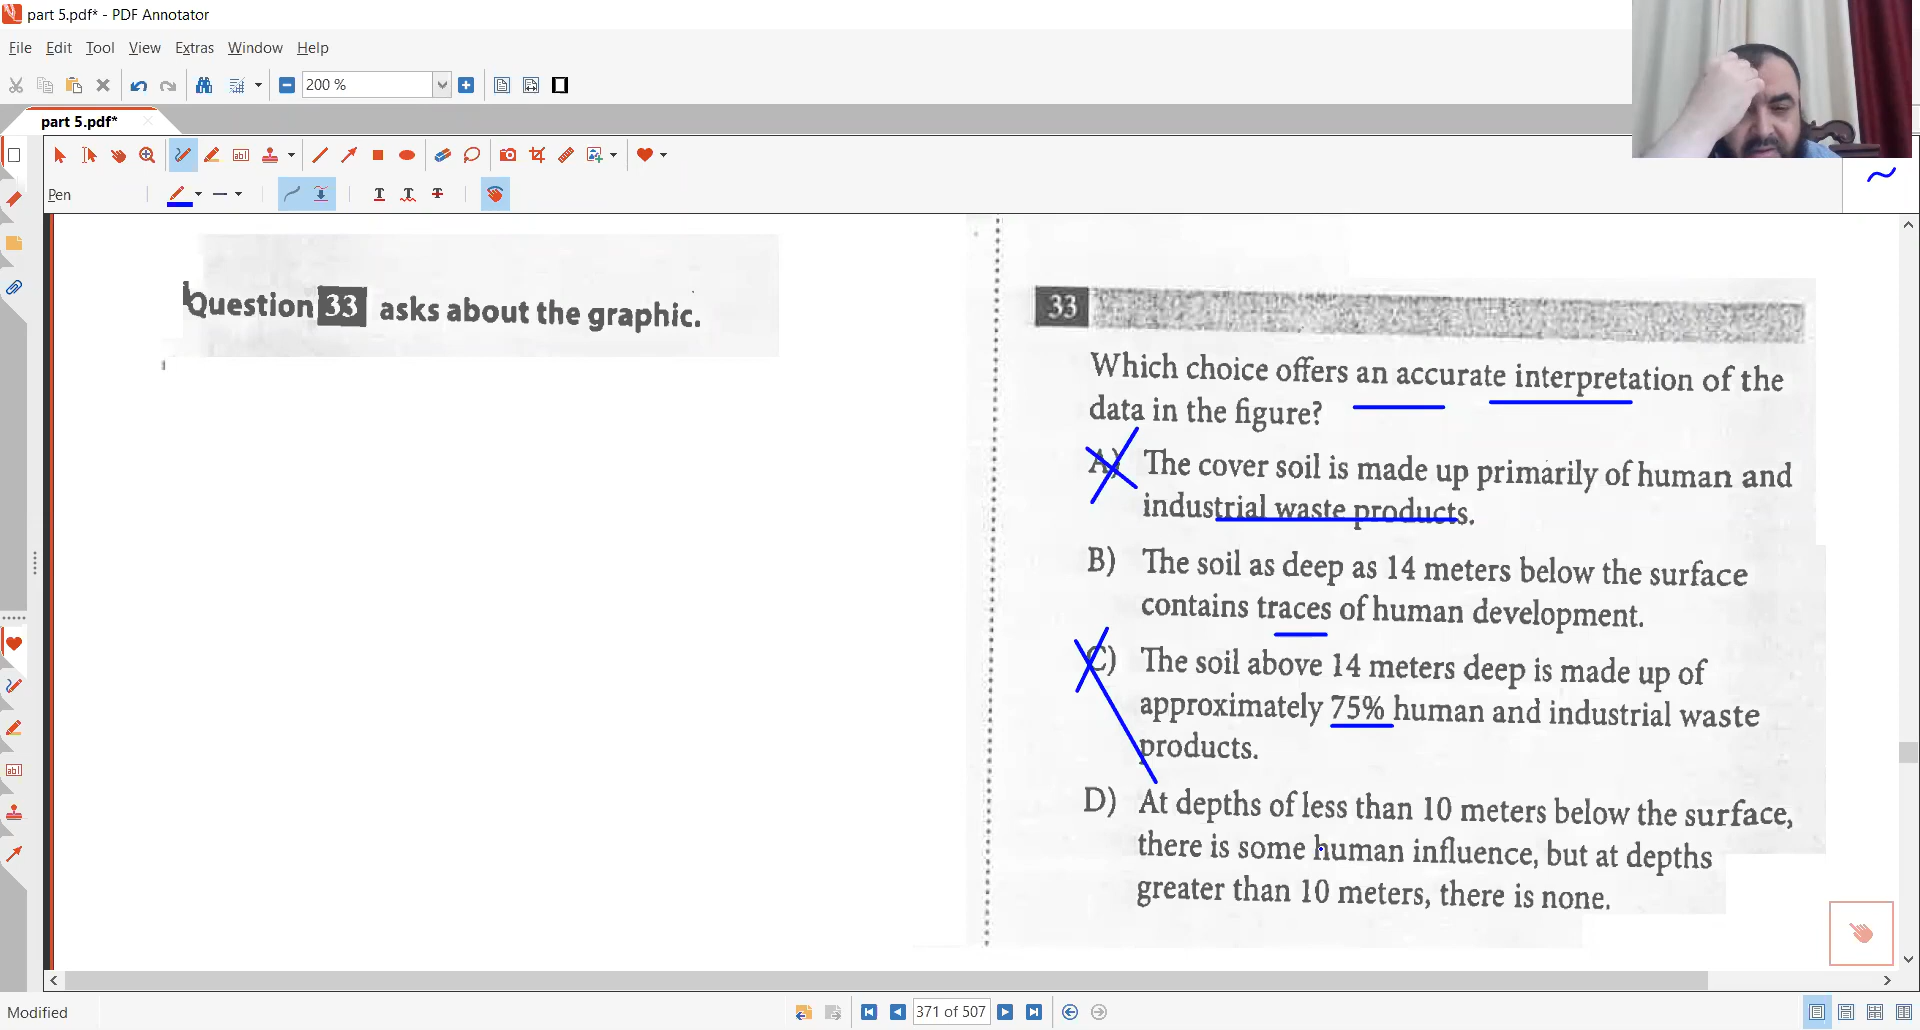 part 5.pdf* - PDF Annotator
File Edit Tool View Extras Window Help
200 %
part 5.pdf*
Pen
Question 33 asks about the graphic.
33
Which choice offers an accurate interpretation of the
data in the figure?
A) The cover soil is made up primarily of human and
industrial waste products.
B) The soil as deep as 14 meters below the surface
contains traces of human development.
C) The soil above 14 meters deep is made up of
approximately 75% human and industrial waste
products.
D) At depths of less than 10 meters below the surface,
there is some human influence, but at depths
greater than 10 meters, there is none.
Modified
371 of 507